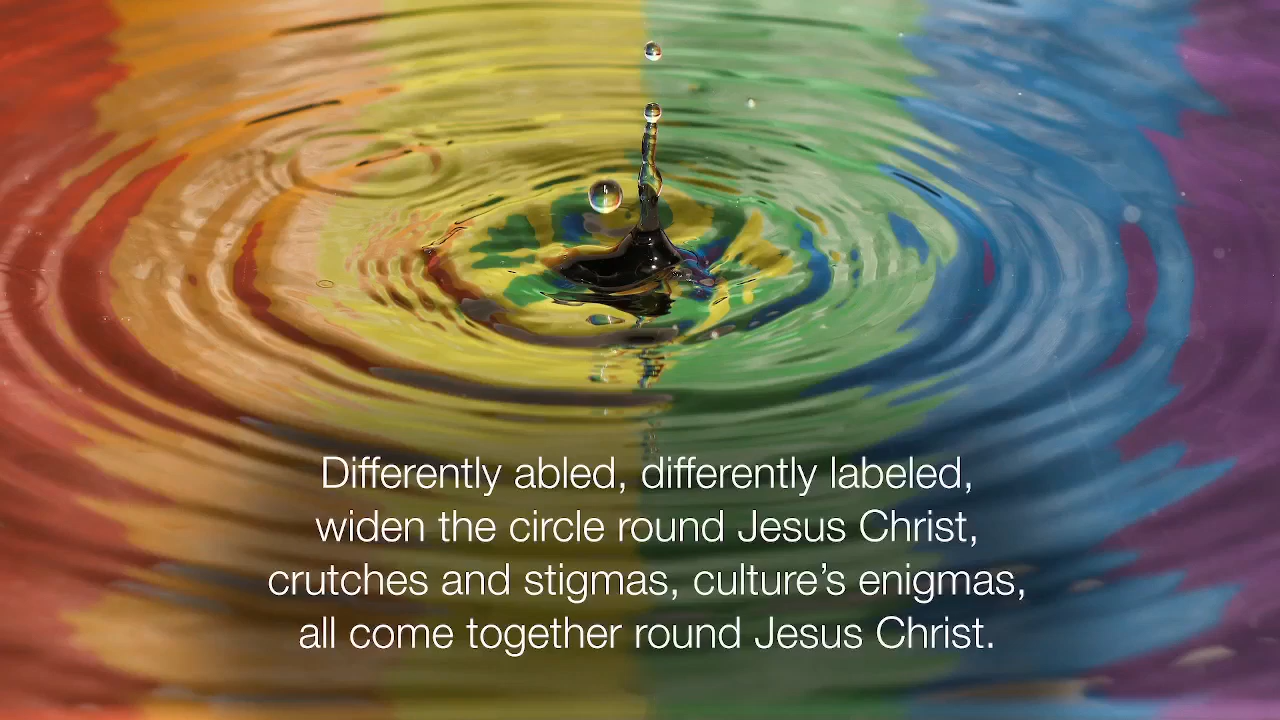 Differently abled, differently labeled,
widen the circle round Jesus Christ,
crutches and stigmas, culture’s enigmas,
all come together round Jesus Christ.